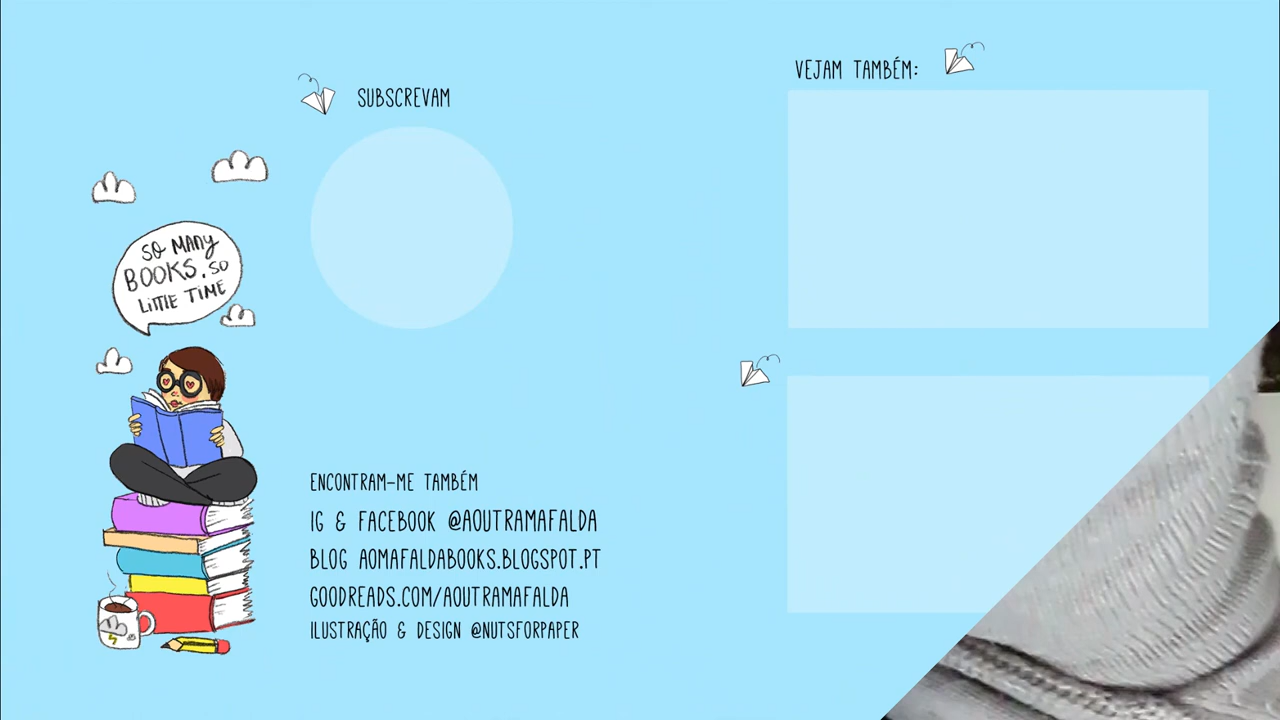 SUBSCREVAM
SO MANY
BOOKS, SO
LITTLE TIME
ENCONTRAM-ME TAMBÉM
IG & FACEBOOK @AOUTRAMAFALDA
BLOG AOMAFALDABOOKS.BLOGSPOT.PT
GOODREADS.COM/AOUTRAMAFALDA
ILUSTRAÇÃO & DESIGN @NUTSFORPAPER
VEJAM TAMBÉM: